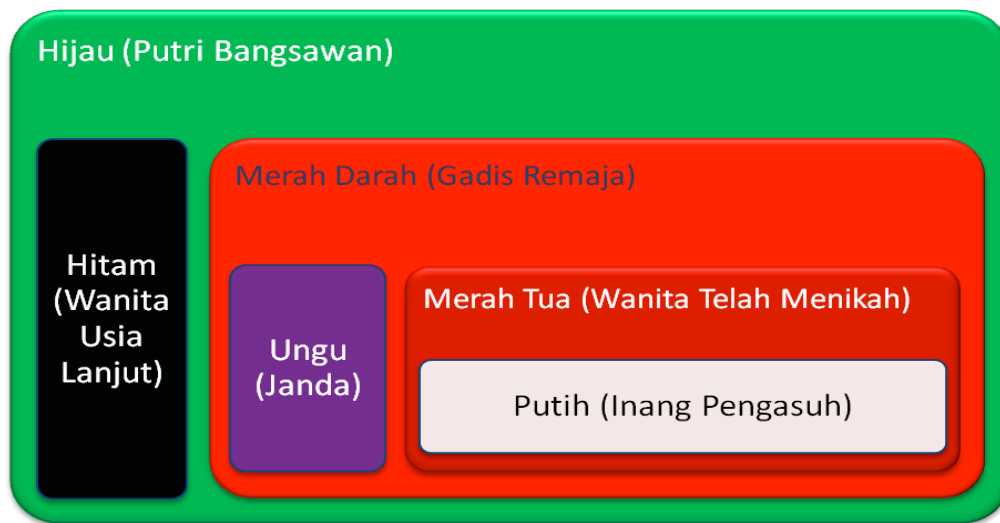 Hijau (Putri Bangsawan)
Merah Darah (Gadis Remaja)
Hitam
(Wanita
Usia
Lanjut)
Ungu
(Janda)
Merah Tua (Wanita Telah Menikah)
Putih (Inang Pengasuh)